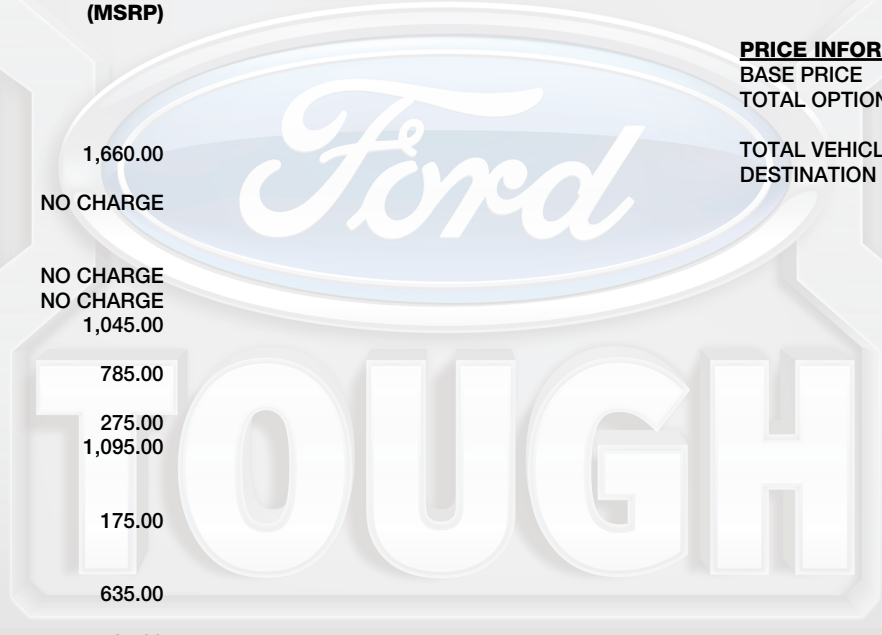 (MSRP)
1,660.00
NO CHARGE
NO CHARGE
NO CHARGE
1,045.00
785.00
275.00
1,095.00
175.00
635.00
PRICE INFOR
BASE PRICE
TOTAL OPTION
TOTAL VEHICL
DESTINATION
Ford
TOUGH